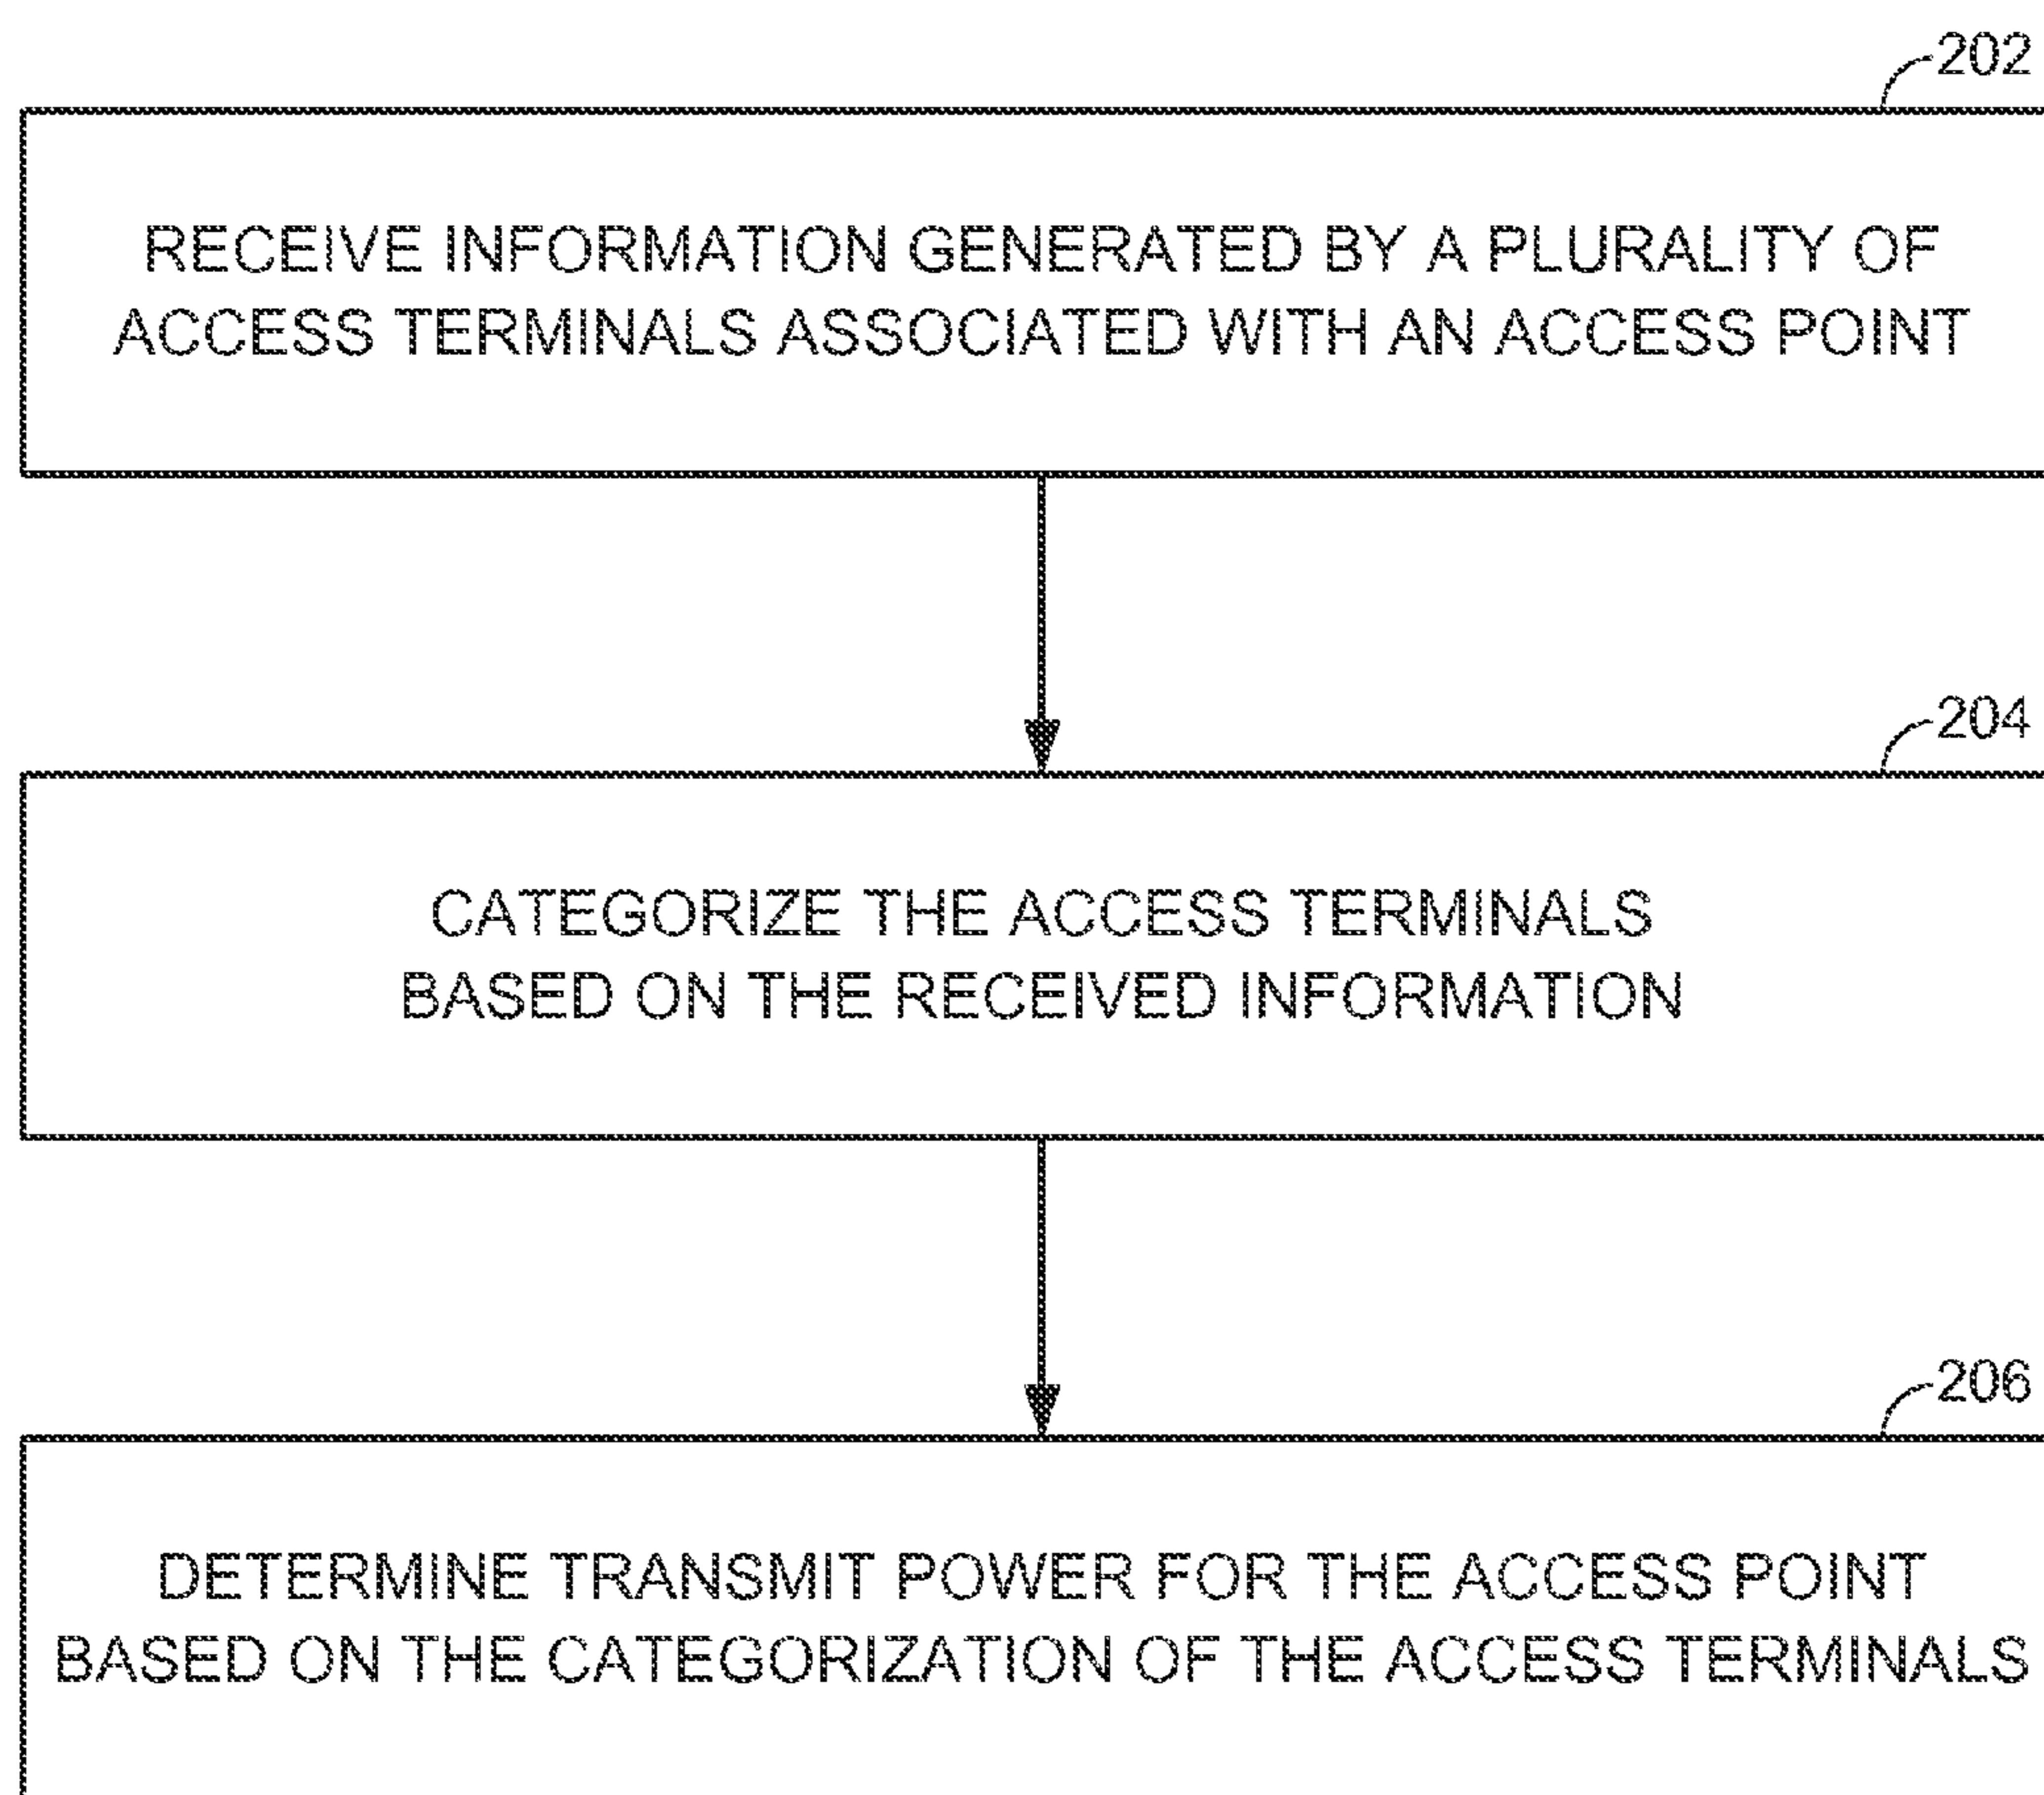 202
RECEIVE INFORMATION GENERATED BY A PLURALITY OF
ACCESS TERMINALS ASSOCIATED WITH AN ACCESS POINT
204
CATEGORIZE THE ACCESS TERMINALS
BASED ON THE RECEIVED INFORMATION
206
DETERMINE TRANSMIT POWER FOR THE ACCESS POINT
BASED ON THE CATEGORIZATION OF THE ACCESS TERMINALS